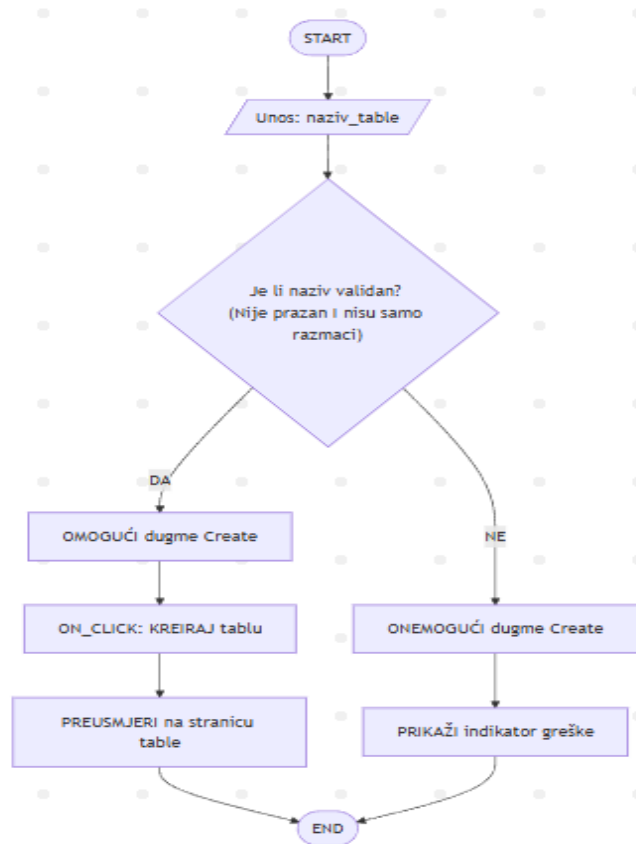 START
Unos: naziv_table
Je li naziv validan?
(Nije prazan I nisu samo
razmaci)
DA
NE
OMOGUĆI dugme Create
ON_CLICK: KREIRAJ tablu
ONEMOGUĆI dugme Create
PREUSMJERI na stranicu
table
PRIKAŽI indikator greške
END